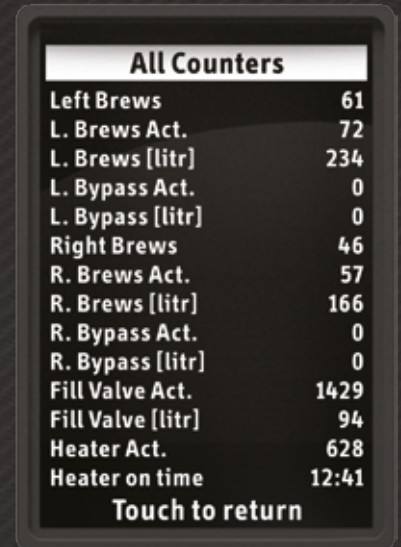 All Counters
Left Brews 61
L. Brews Act. 72
L. Brews [litr] 234
L. Bypass Act. 0
L. Bypass [litr] 0
Right Brews 46
R. Brews Act. 57
R. Brews [litr] 166
R. Bypass Act. 0
R. Bypass [litr] 0
Fill Valve Act. 1429
Fill Valve [litr] 94
Heater Act. 628
Heater on time 12:41
Touch to return